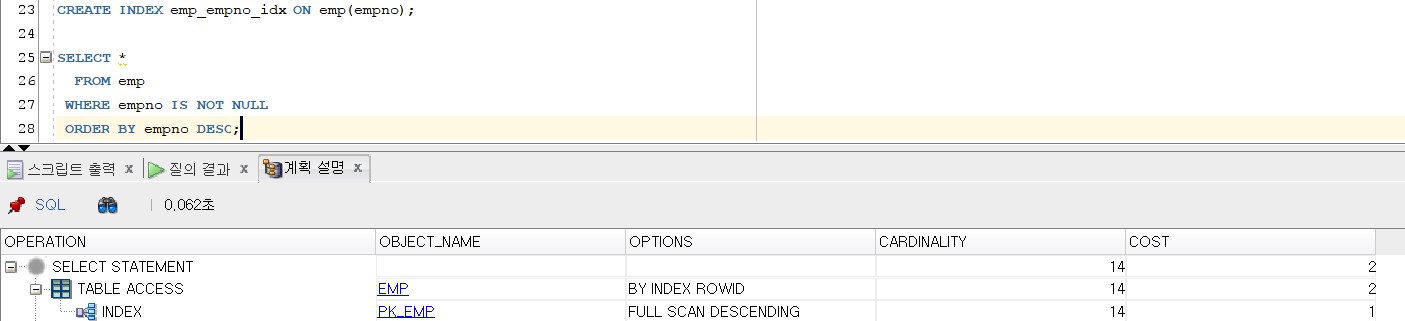 23 CREATE INDEX emp_empno_idx ON emp(empno);
24
25 SELECT *
26 FROM emp
27 WHERE empno IS NOT NULL
28 ORDER BY empno DESC;
스크립트 출력 x 질의 결과 x 계획 설명 x
SQL 0,062초
OPERATION OBJECT_NAME OPTIONS CARDINALITY COST
SELECT STATEMENT 14 2
TABLE ACCESS EMP BY INDEX ROWID 14 2
INDEX PK_EMP FULL SCAN DESCENDING 14 1